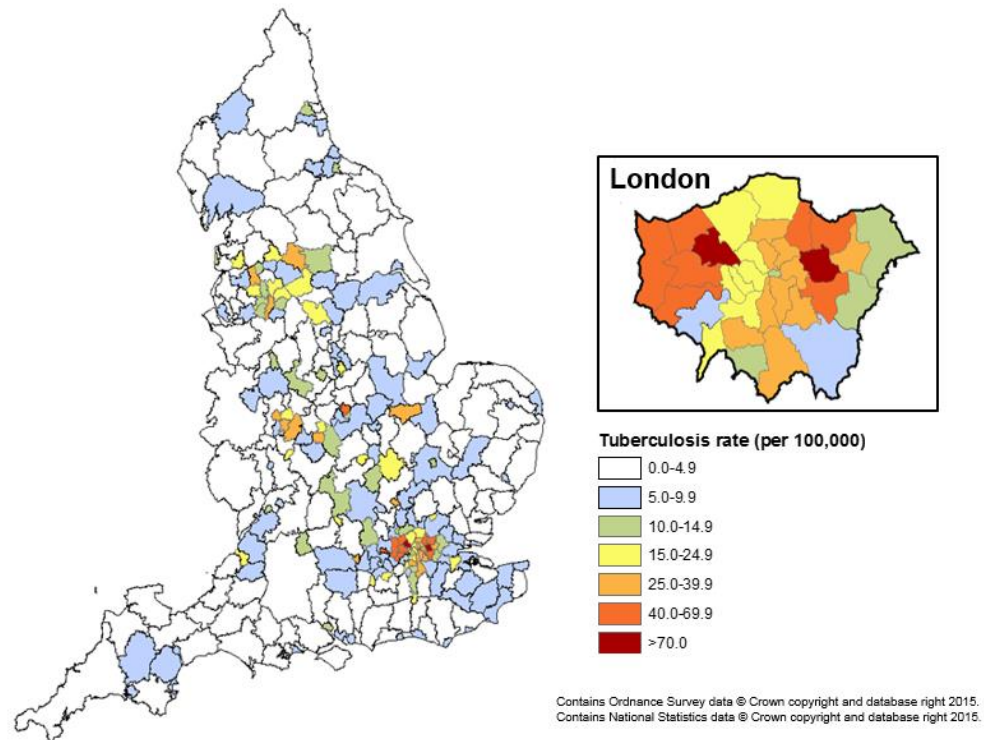 London
Tuberculosis rate (per 100,000)
0.0-4.9
5.0-9.9
10.0-14.9
15.0-24.9
25.0-39.9
40.0-69.9
>70.0
Contains Ordnance Survey data © Crown copyright and database right 2015.
Contains National Statistics data © Crown copyright and database right 2015.